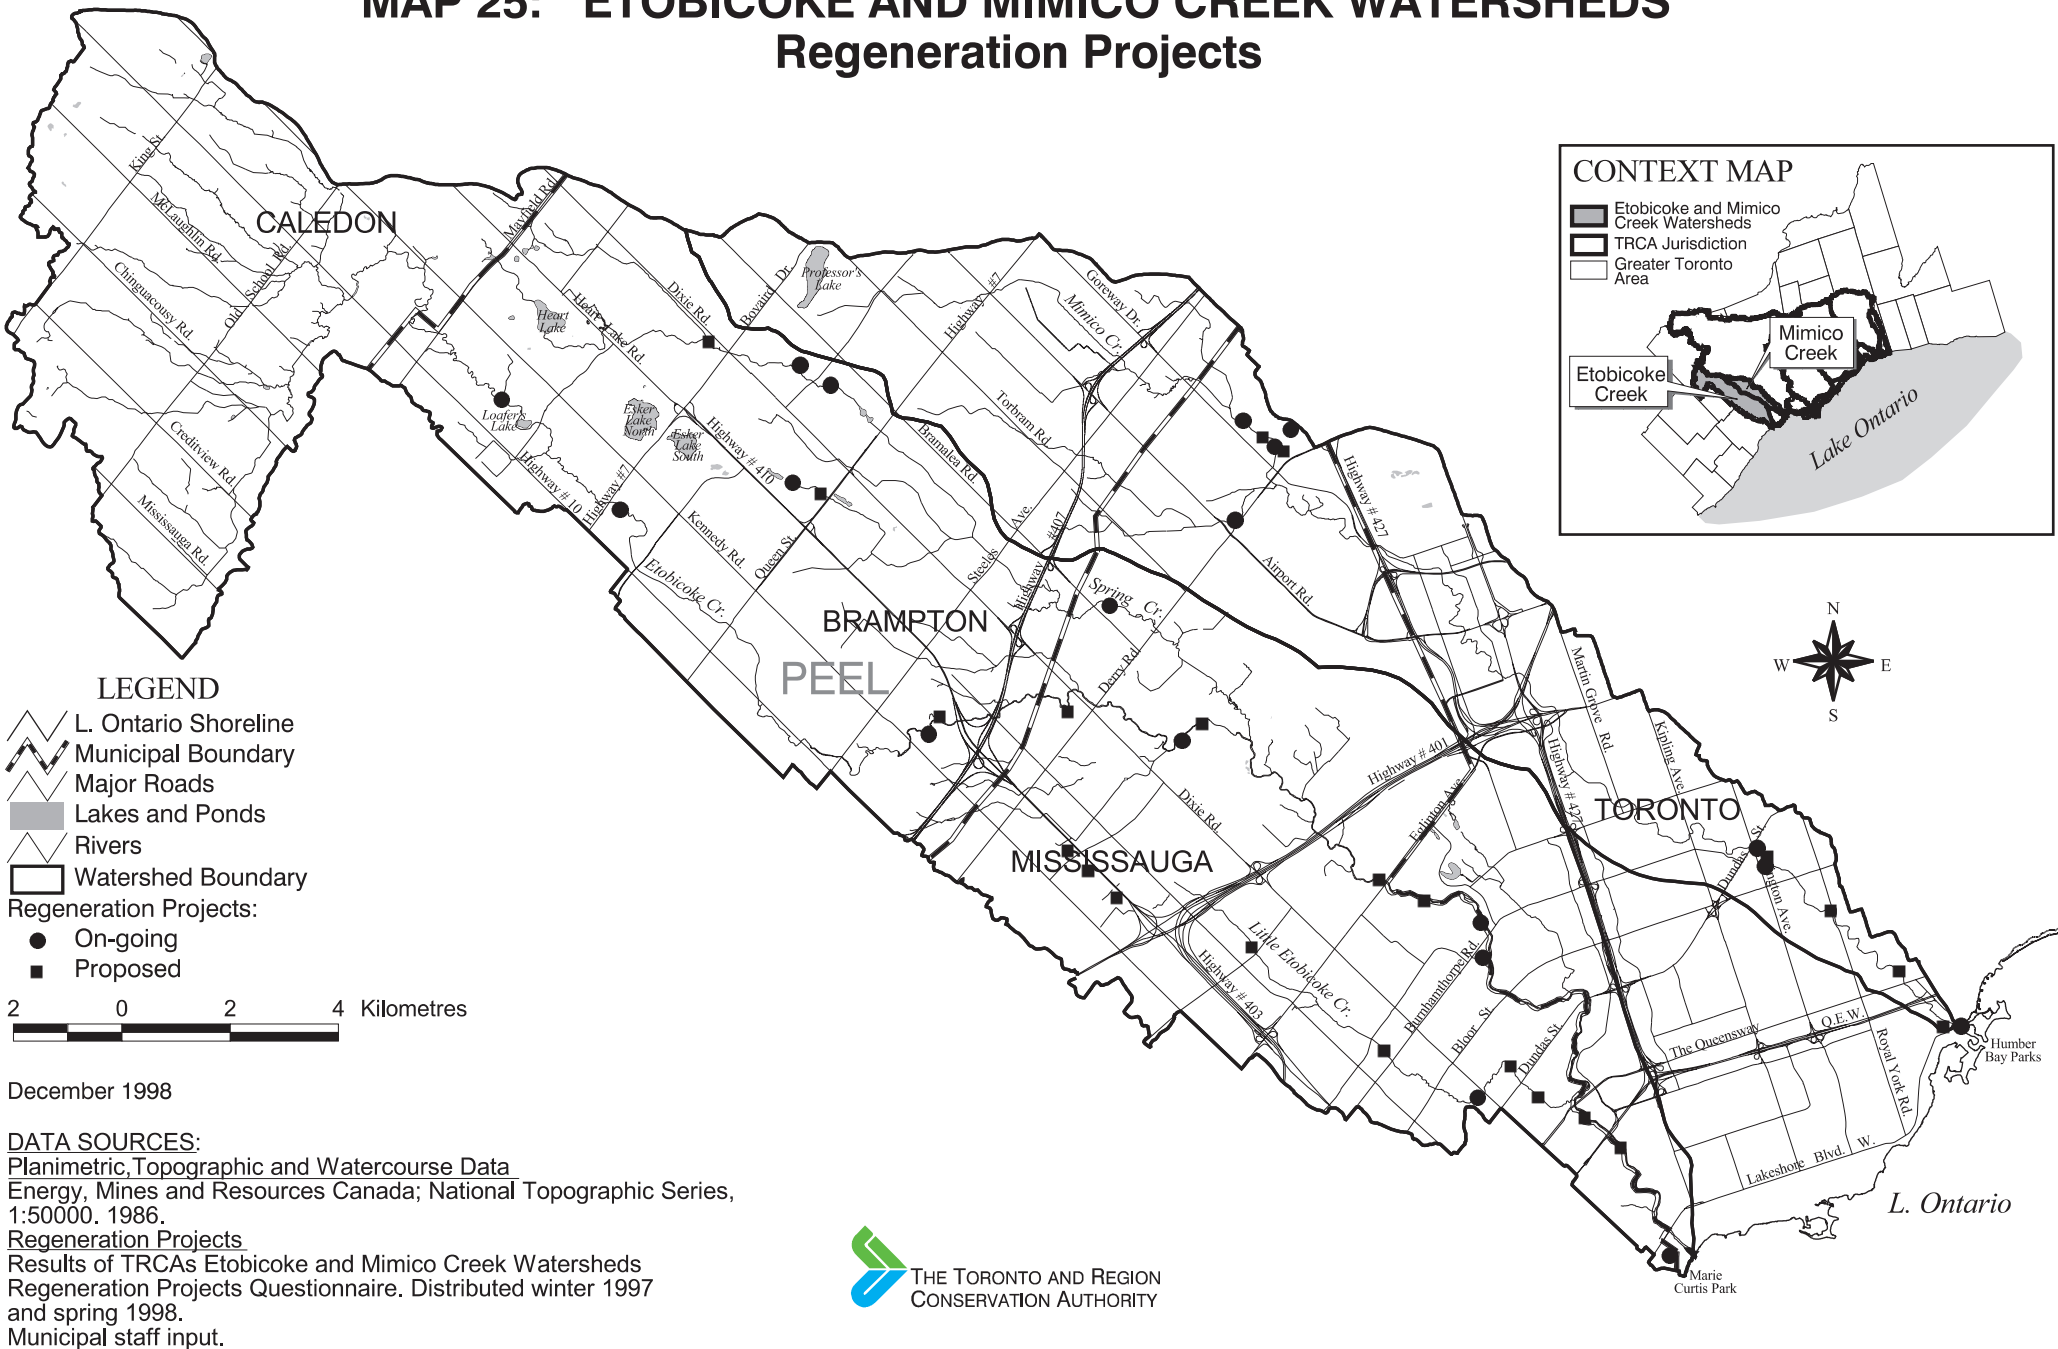 MAP 25: ETOBICOKE AND MIMICO CREEK WATERSHEDS
Regeneration Projects
CONTEXT MAP
Etobicoke and Mimico
Creek Watersheds
TRCA Jurisdiction
Greater Toronto
Area
Mimico
Creek
Etobicoke
Creek
Lake Ontario
King St.
McLaughlin Rd.
CALEDON
Chinguacousy Rd.
Old School Rd.
Creditview Rd.
Mississauga Rd.
Mayfield Rd.
Heart
Lake
Heart Lake Rd.
Dixie Rd.
Bovaird Dr.
Professor's
Lake
Highway #7
Goreway Dr.
Mimico Cr.
Loafer's
Lake
Esker
Lake
North
Esker
Lake
South
Highway # 410
Highway # 10
Highway #7
Kennedy Rd.
Queen St.
Etobicoke Cr.
Torbram Rd.
Bramalea Rd.
Steeles Ave.
Highway #407
Highway # 427
Airport Rd.
Spring Cr.
BRAMPTON
PEEL
Derry Rd.
Dixie Rd.
Highway # 401
Eglinton Ave.
Martin Grove Rd.
Kipling Ave.
Highway # 427
TORONTO
Dundas St.
ington Ave.
MISSISSAUGA
Little Etobicoke Cr.
Highway # 403
Burnhamthorpe Rd.
Bloor St.
Dundas St.
The Queensway
Q.E.W.
Royal York Rd.
Lakeshore Blvd. W.
Humber
Bay Parks
L. Ontario
Marie
Curtis Park
N
W E
S
LEGEND
L. Ontario Shoreline
Municipal Boundary
Major Roads
Lakes and Ponds
Rivers
Watershed Boundary
Regeneration Projects:
On-going
Proposed
2 0 2 4 Kilometres
December 1998
DATA SOURCES:
Planimetric,Topographic and Watercourse Data
Energy, Mines and Resources Canada; National Topographic Series,
1:50000. 1986.
Regeneration Projects
Results of TRCAs Etobicoke and Mimico Creek Watersheds
Regeneration Projects Questionnaire. Distributed winter 1997
and spring 1998.
Municipal staff input.
THE TORONTO AND REGION
CONSERVATION AUTHORITY